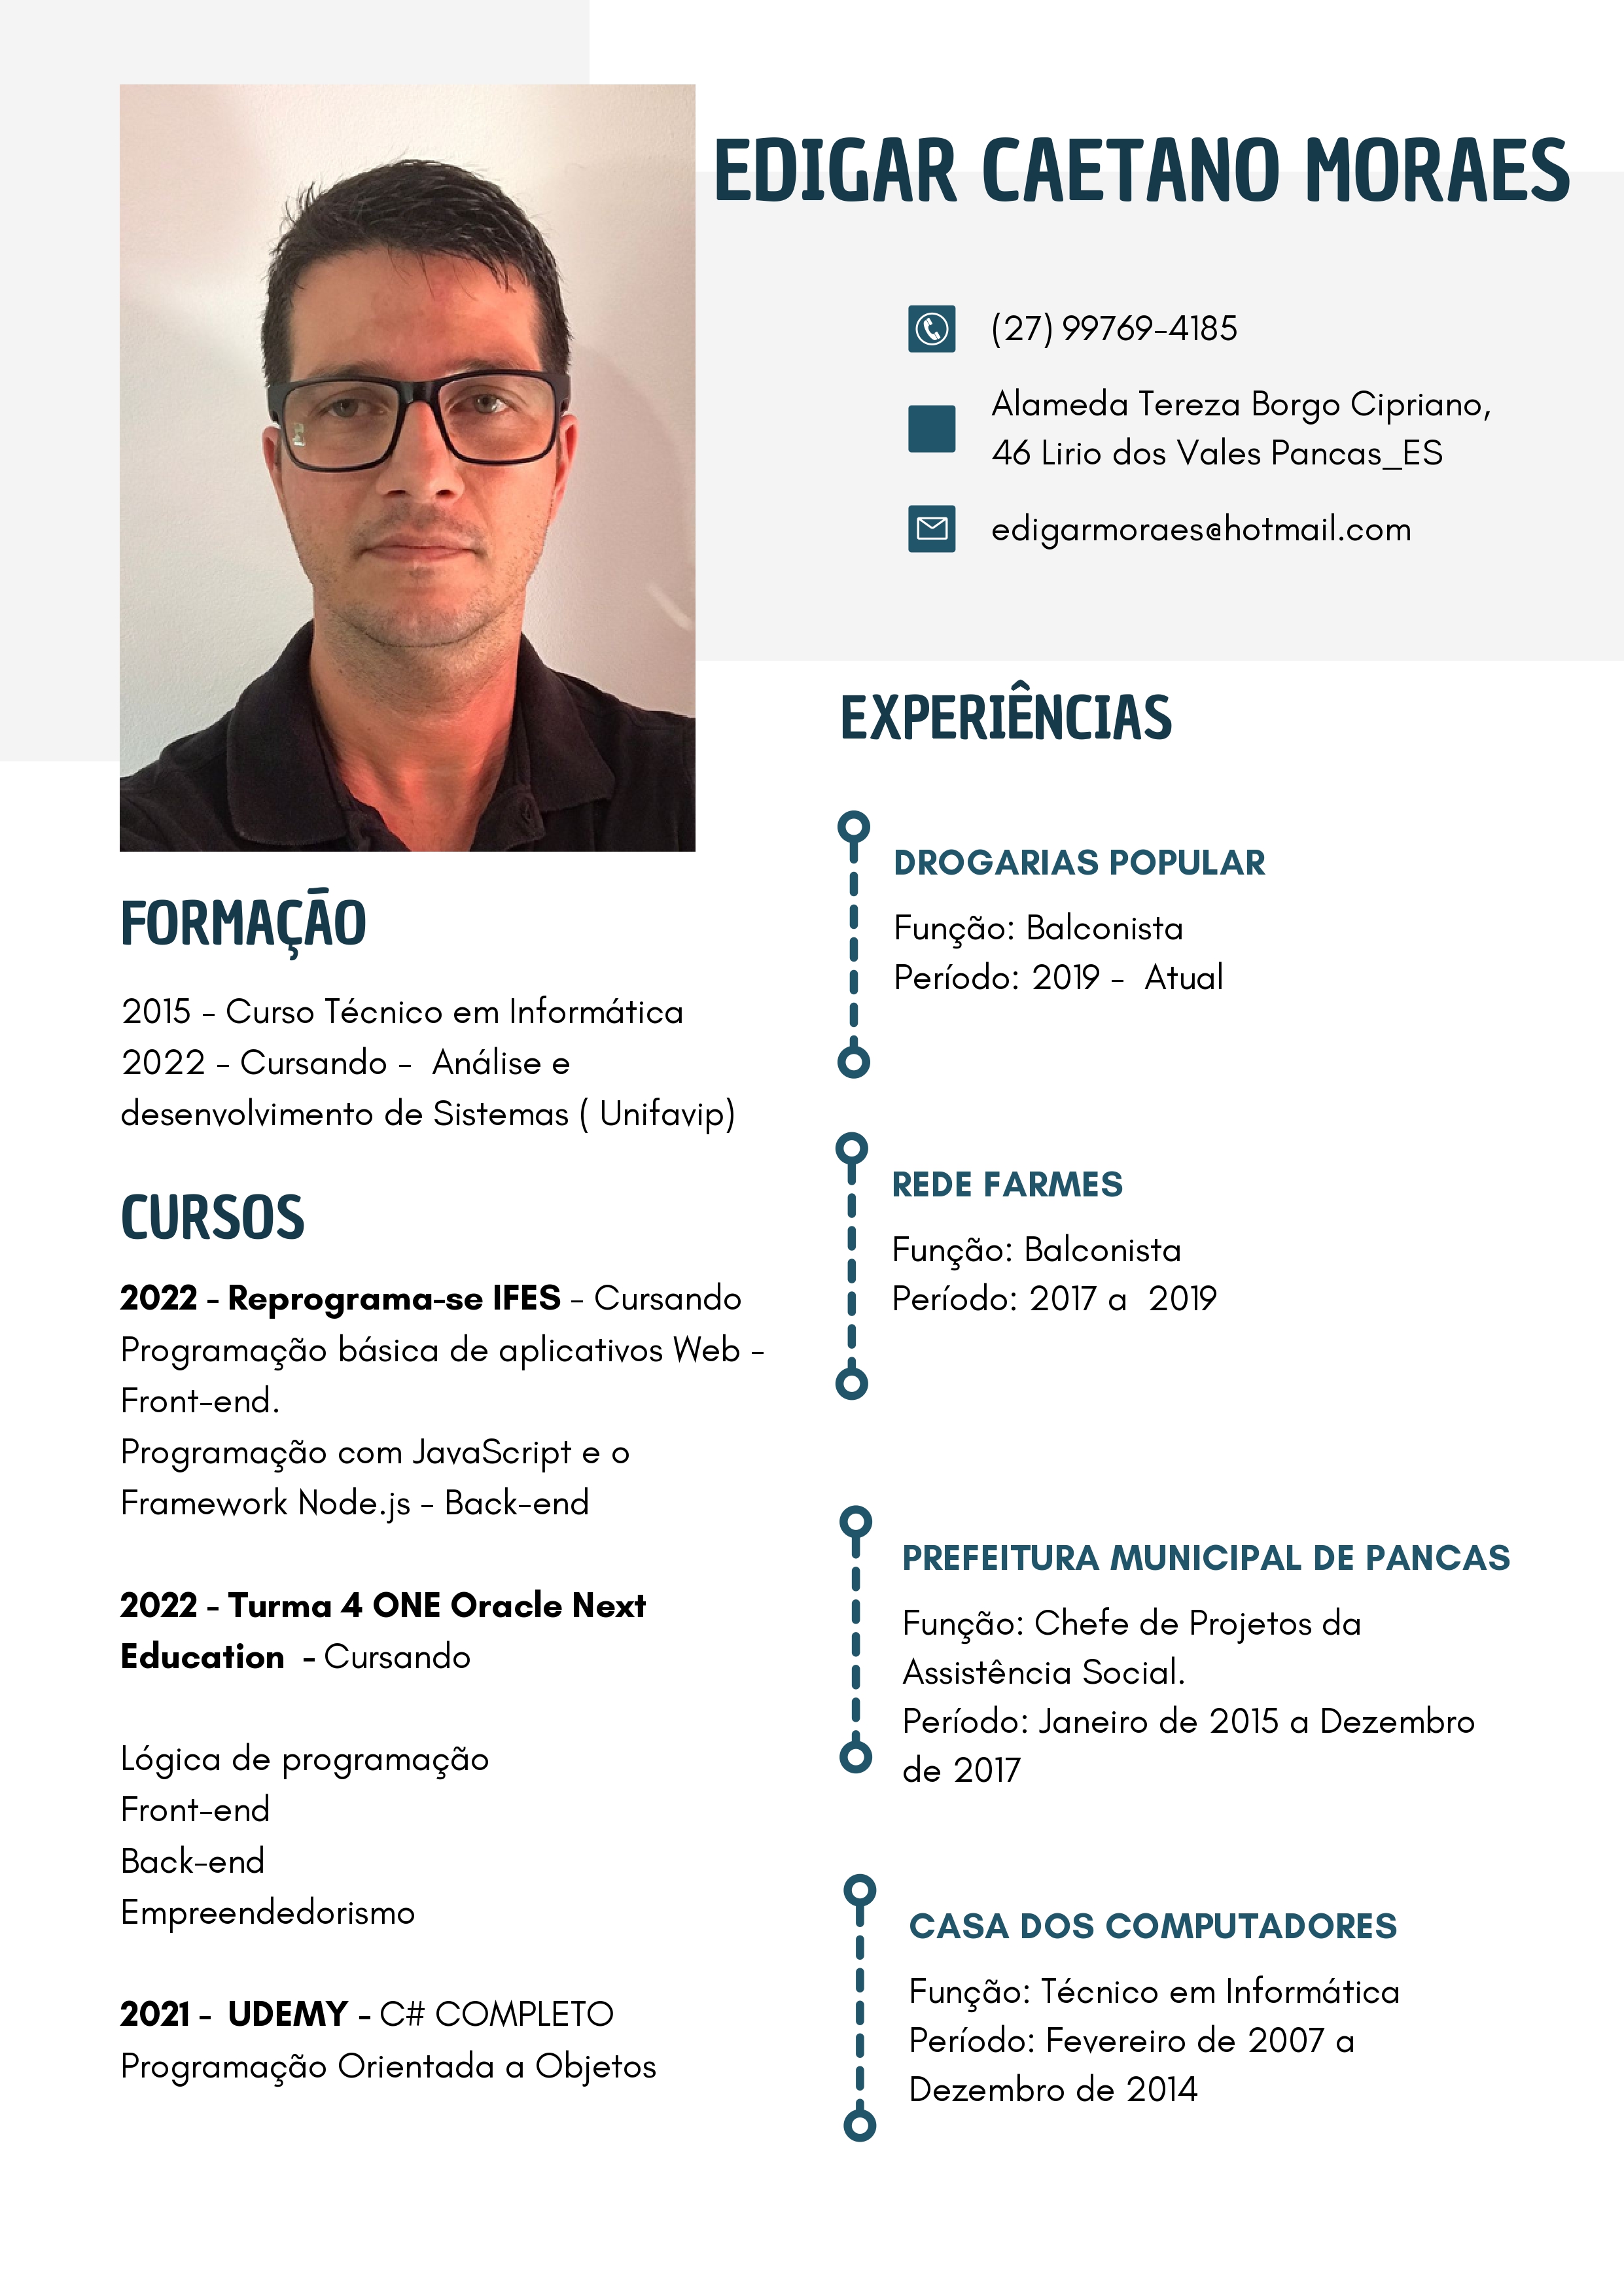 EDIGAR CAETANO MORAES
(27) 99769-4185
Alameda Tereza Borgo Cipriano,
46 Lirio dos Vales Pancas_ES
edigarmoraes@hotmail.com
FORMAÇÃO
2015 - Curso Técnico em Informática
2022 - Cursando -  Análise e
desenvolvimento de Sistemas ( Unifavip)
CURSOS
2022 - Reprograma-se IFES - Cursando
Programação básica de aplicativos Web -
Front-end.
Programação com JavaScript e o
Framework Node.js - Back-end
2022 - Turma 4 ONE Oracle Next
Education  - Cursando
Lógica de programação
Front-end
Back-end
Empreendedorismo
2021 -  UDEMY - C# COMPLETO
Programação Orientada a Objetos
EXPERIÊNCIAS
DROGARIAS POPULAR
Função: Balconista
Período: 2019 -  Atual
REDE FARMES
Função: Balconista
Período: 2017 a  2019
PREFEITURA MUNICIPAL DE PANCAS
Função: Chefe de Projetos da
Assistência Social.
Período: Janeiro de 2015 a Dezembro
de 2017
CASA DOS COMPUTADORES
Função: Técnico em Informática
Período: Fevereiro de 2007 a
Dezembro de 2014